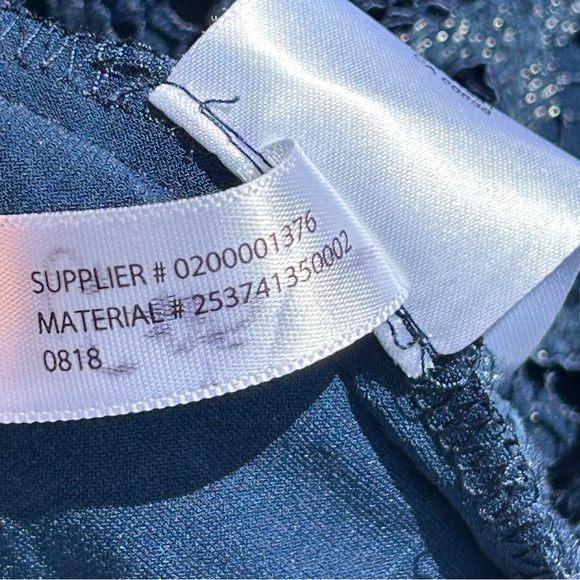 SUPPLIER # 0200001376
MATERIAL # 253741350002
0818